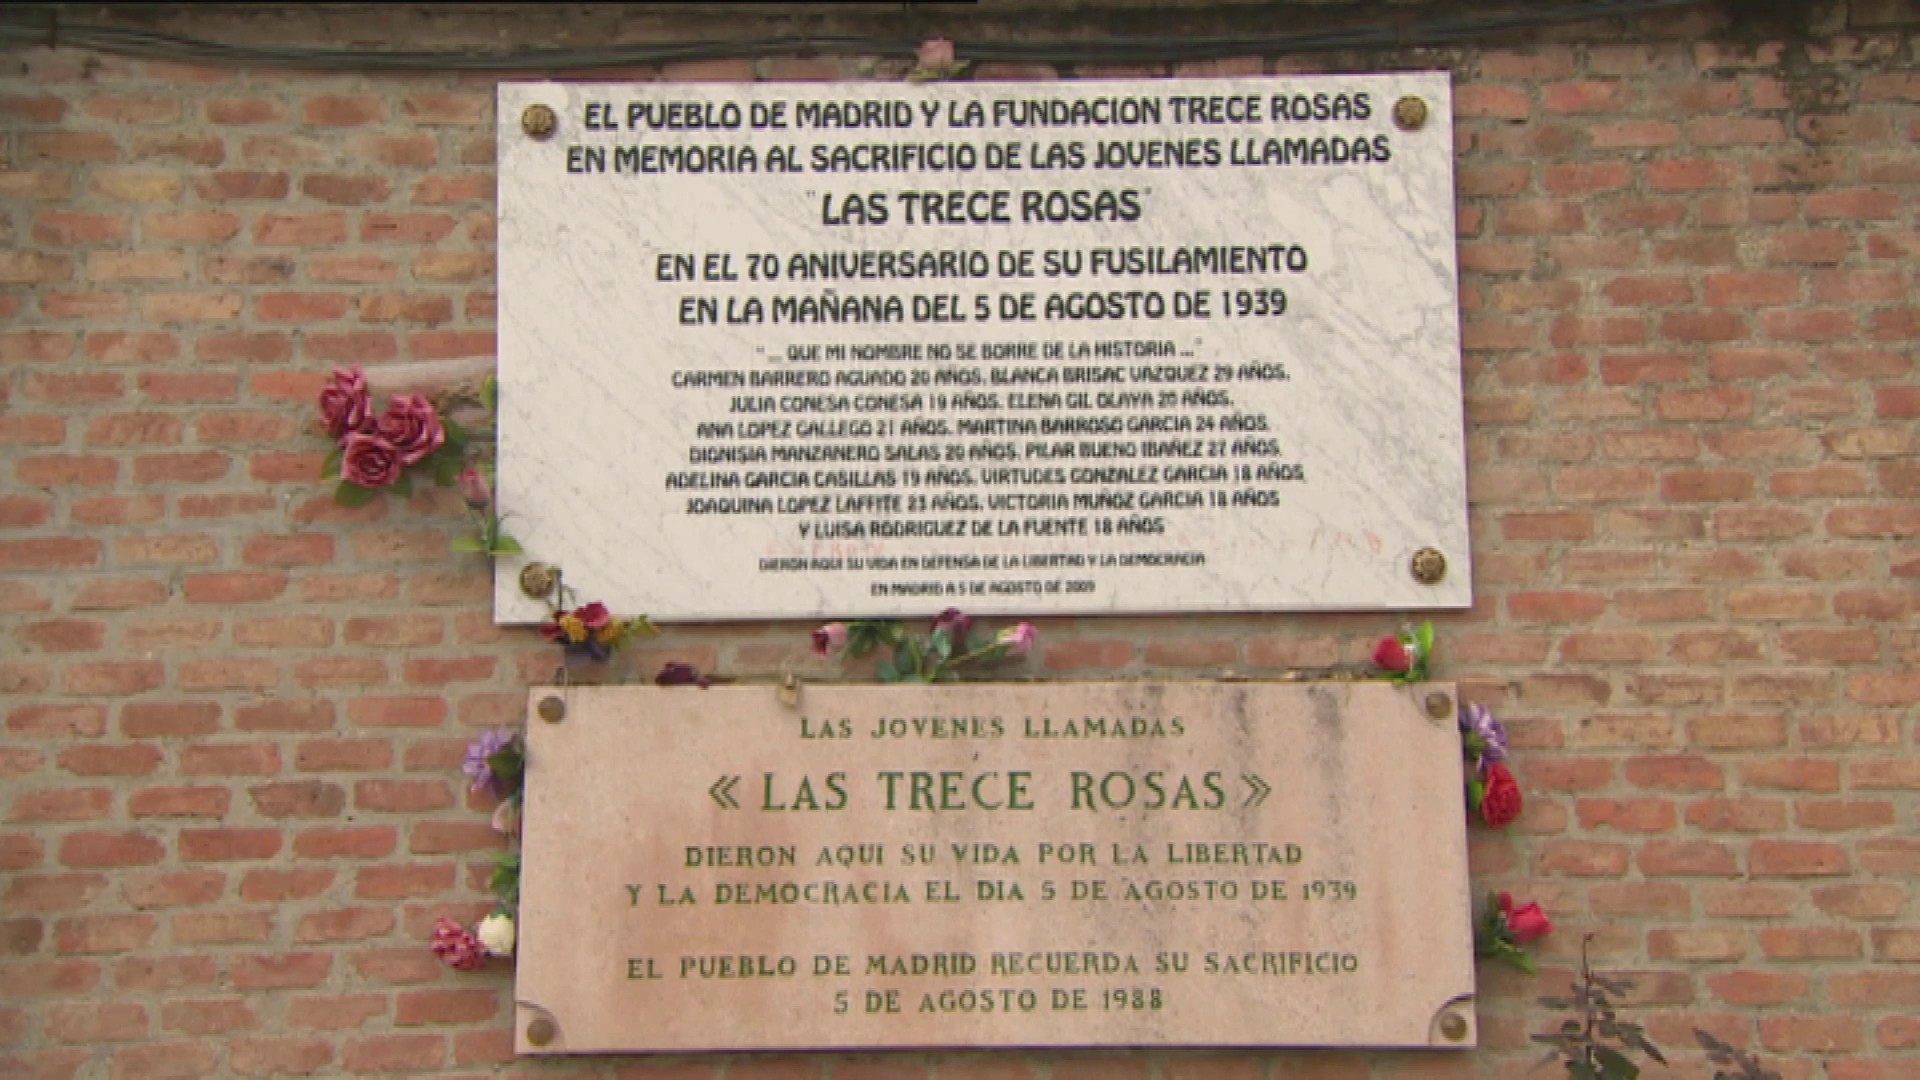 EL PUEBLO DE MADRID Y LA FUNDACION TRECE ROSAS
EN MEMORIA AL SACRIFICIO DE LAS JOVENES LLAMADAS
"LAS TRECE ROSAS"
EN EL 70 ANIVERSARIO DE SU FUSILAMIENTO
EN LA MAÑANA DEL 5 DE AGOSTO DE 1939
"... QUE MI NOMBRE NO SE BORRE DE LA HISTORIA ..."
CARMEN BARRERO AGUADO 20 AÑOS. BLANCA BRISAC VAZQUEZ 29 AÑOS.
JULIA CONESA CONESA 19 AÑOS. ELENA GIL OLAYA 20 AÑOS.
ANA LOPEZ GALLEGO 21 AÑOS. MARTINA BARROSO GARCIA 24 AÑOS.
DIONISIA MANZANERO SALAS 20 AÑOS. PILAR BUENO IBAÑEZ 27 AÑOS.
ADELINA GARCIA CASILLAS 19 AÑOS. VIRTUDES GONZALEZ GARCIA 18 AÑOS.
JOAQUINA LOPEZ LAFFITE 23 AÑOS. VICTORIA MUÑOZ GARCIA 18 AÑOS
Y LUISA RODRIGUEZ DE LA FUENTE 18 AÑOS
DIERON AQUI SU VIDA EN DEFENSA DE LA LIBERTAD Y LA DEMOCRACIA
EN MADRID A 5 DE AGOSTO DE 2009
LAS JOVENES LLAMADAS
« LAS TRECE ROSAS »
DIERON AQUI SU VIDA POR LA LIBERTAD
Y LA DEMOCRACIA EL DIA 5 DE AGOSTO DE 1939
EL PUEBLO DE MADRID RECUERDA SU SACRIFICIO
5 DE AGOSTO DE 1988